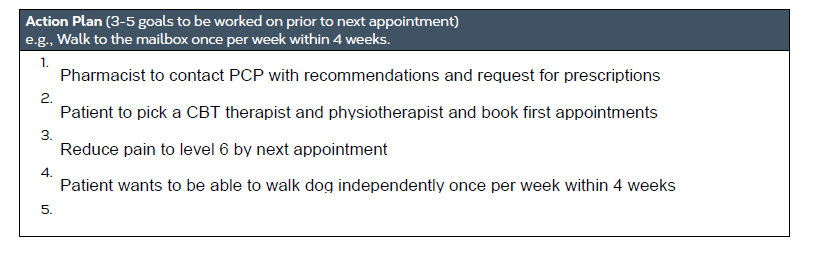 Action Plan (3-5 goals to be worked on prior to next appointment)
e.g., Walk to the mailbox once per week within 4 weeks.
1.
Pharmacist to contact PCP with recommendations and request for prescriptions
2.
Patient to pick a CBT therapist and physiotherapist and book first appointments
3.
Reduce pain to level 6 by next appointment
4.
Patient wants to be able to walk dog independently once per week within 4 weeks
5.